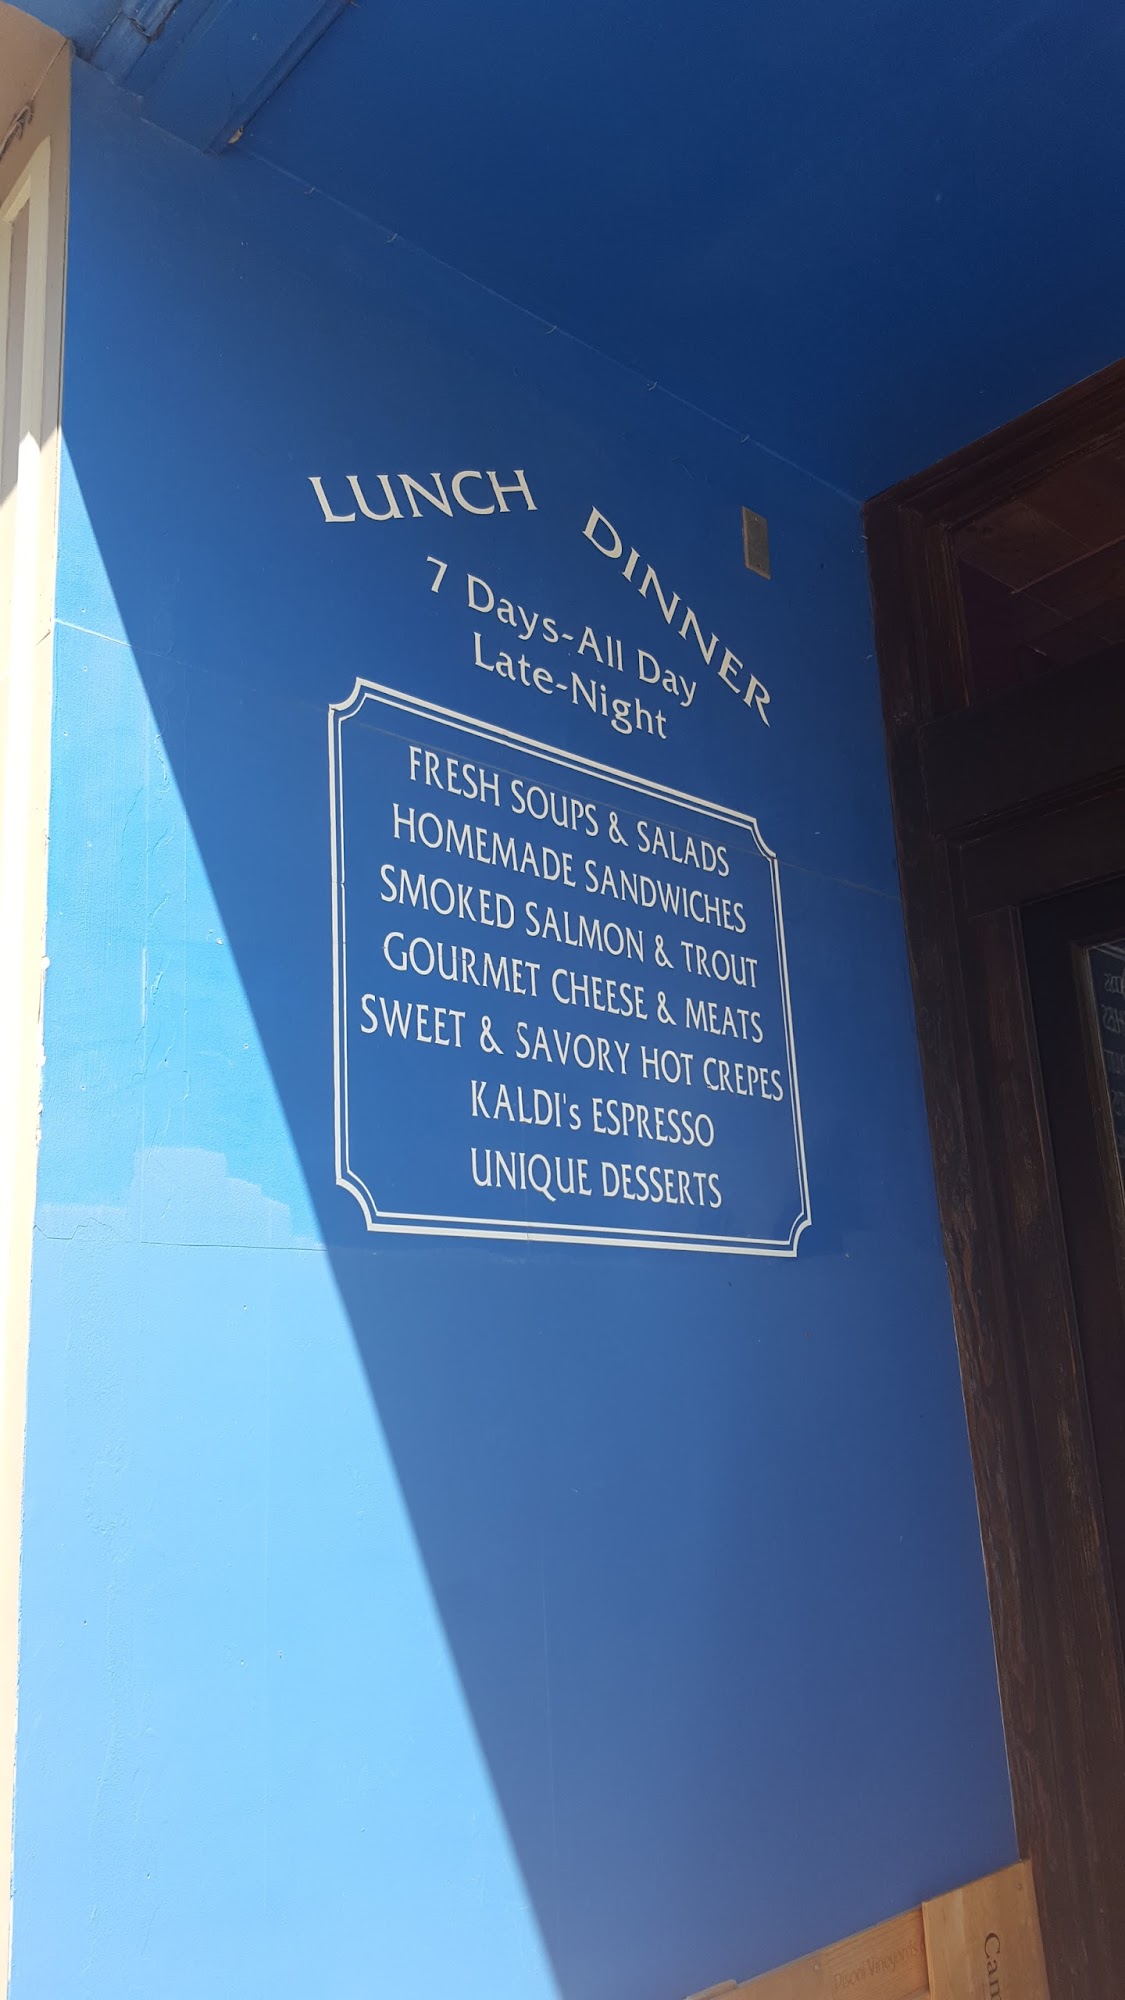 LUNCH DINNER
7 Days-All Day
Late-Night
FRESH SOUPS & SALADS
HOMEMADE SANDWICHES
SMOKED SALMON & TROUT
GOURMET CHEESE & MEATS
SWEET & SAVORY HOT CREPES
KALDI's ESPRESSO
UNIQUE DESSERTS